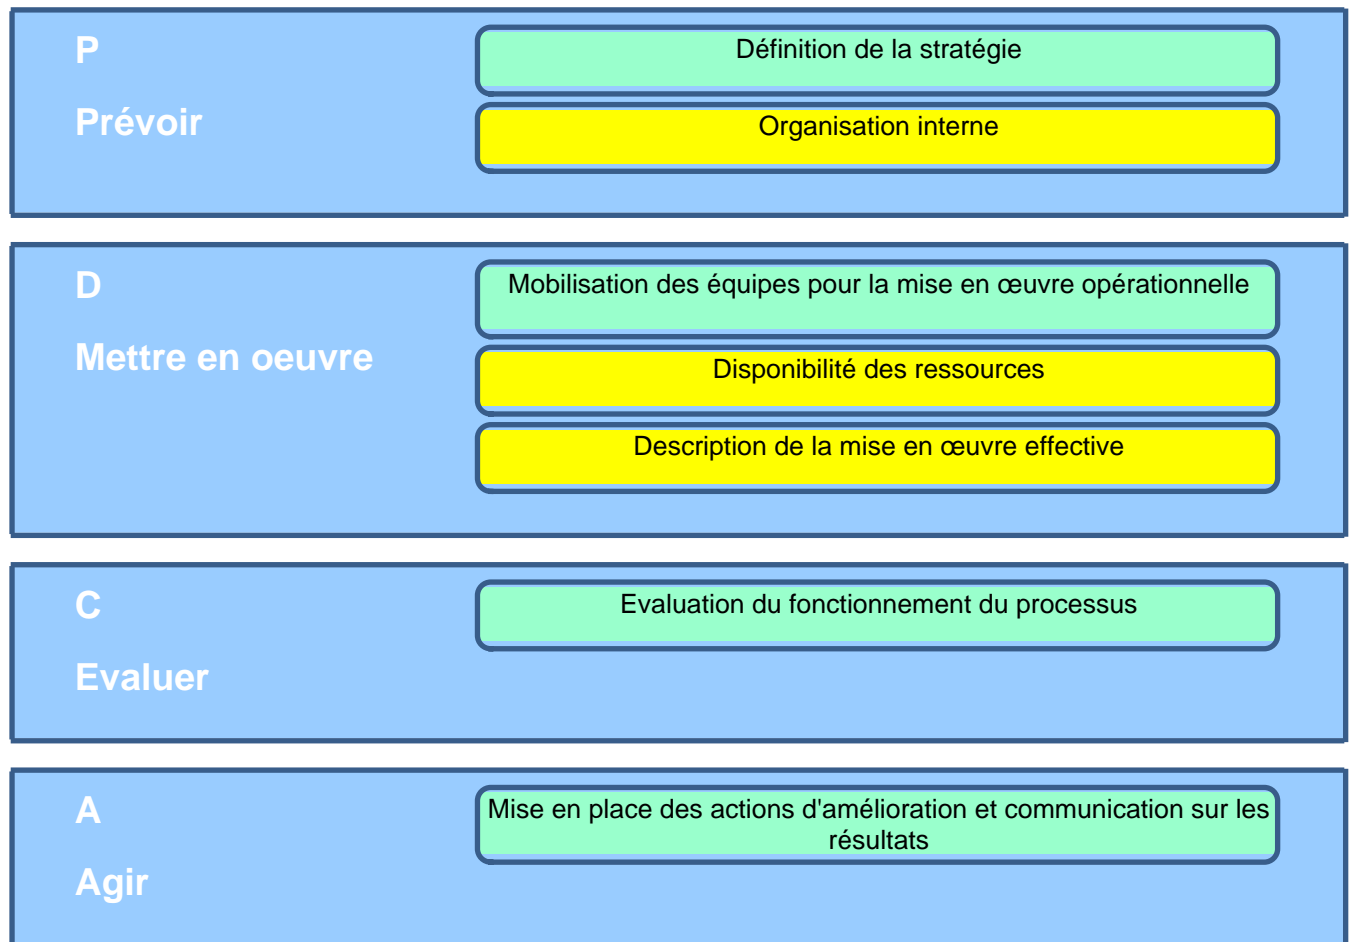 P
Définition de la stratégie
Prévoir
Organisation interne
D
Mobilisation des équipes pour la mise en œuvre opérationnelle
Mettre en oeuvre
Disponibilité des ressources
Description de la mise en œuvre effective
C
Evaluation du fonctionnement du processus
Evaluer
A
Mise en place des actions d'amélioration et communication sur les
résultats
Agir